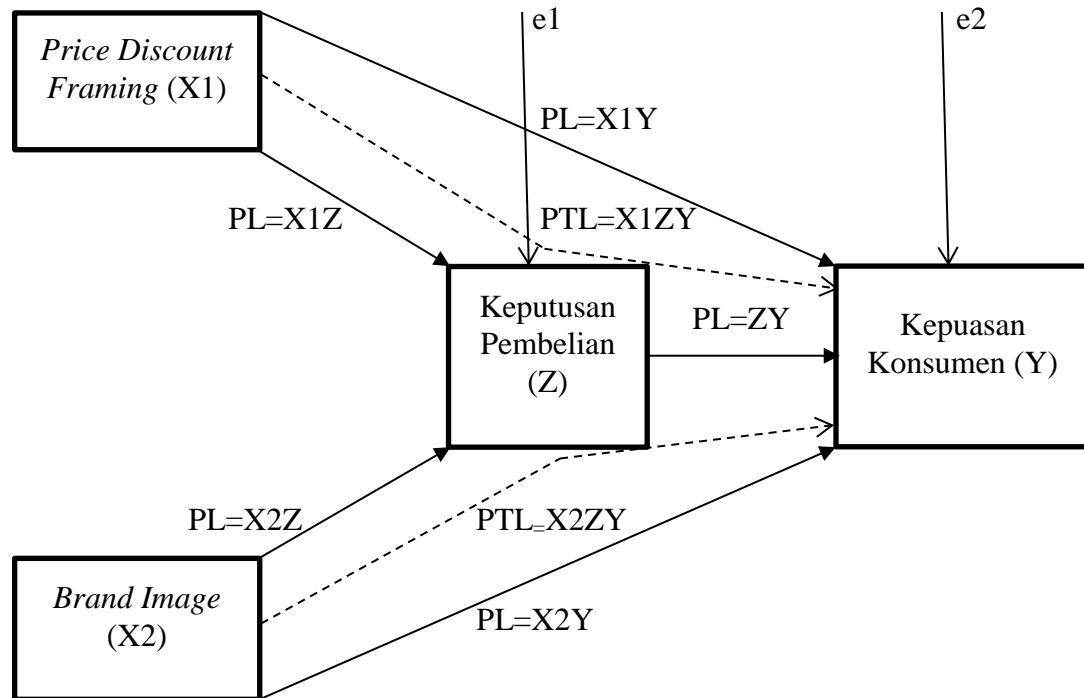 e1
e2
Price Discount
Framing (X1)
PL=X1Y
PL=X1Z
PTL=X1ZY
Keputusan
Pembelian
(Z)
PL=ZY
Kepuasan
Konsumen (Y)
PL=X2Z
PTL=X2ZY
Brand Image
(X2)
PL=X2Y